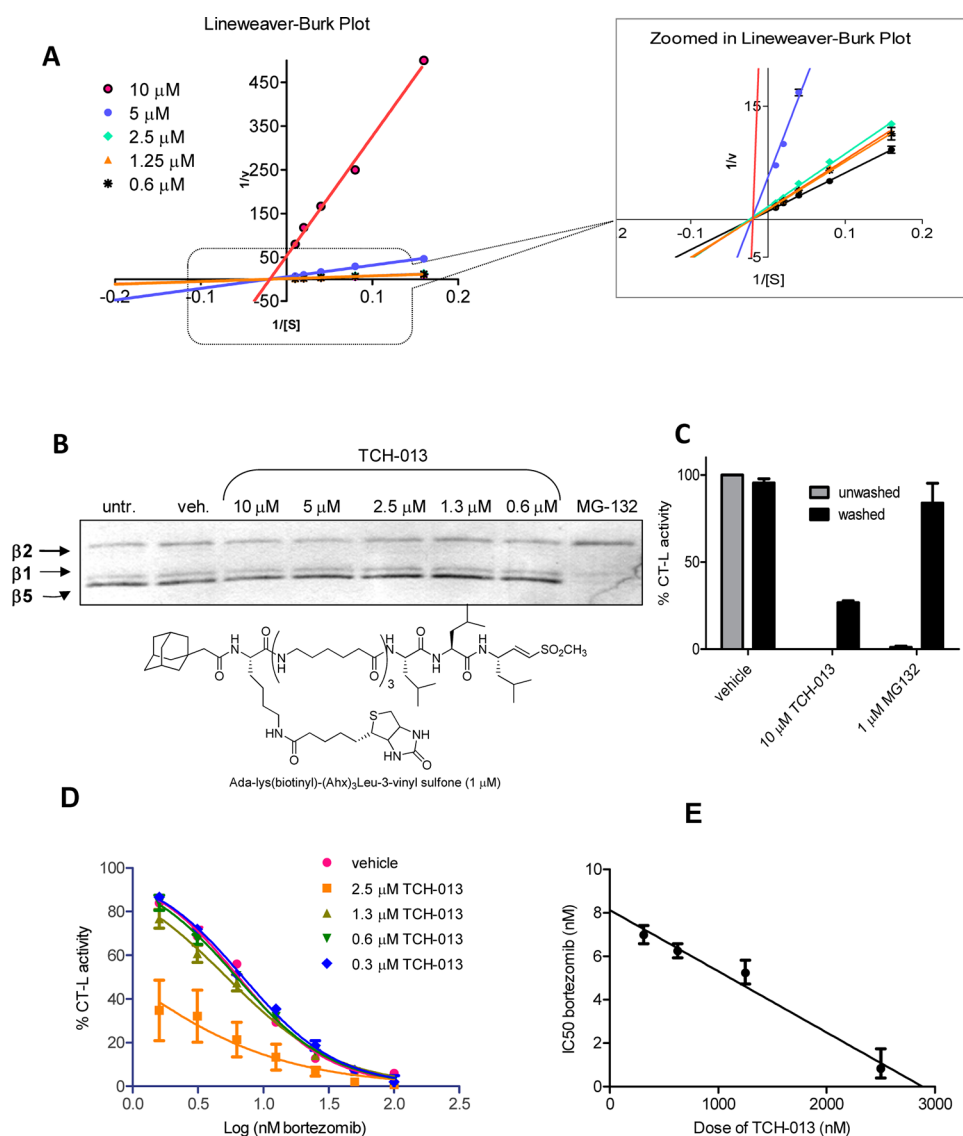 Lineweaver-Burk Plot
A
10 μM
5 μM
2.5 μM
1.25 μM
0.6 μM
450
350
250
150
50
-50
1/v
-0.2
-0.1
0.1
0.2
1/[S]
Zoomed in Lineweaver-Burk Plot
15
1/v
2
-0.1
0.1
0.2
-5
1/[S]
B
TCH-013
untr. veh. 10 μM 5 μM 2.5 μM 1.3 μM 0.6 μM MG-132
β2
β1
β5
O
H
N
O
N
H
O
3
H
N
O
N
H
O
H
N
SO₂CH₃
NH
O
S
NH
N
H
O
Ada-lys(biotinyl)-(Ahx)₃Leu-3-vinyl sulfone (1 μM)
C
% CT-L activity
100
50
0
unwashed
washed
vehicle
10 μM TCH-013
1 μM MG132
D
% CT-L activity
100
80
60
40
20
0
0.0 0.5 1.0 1.5 2.0 2.5
Log (nM bortezomib)
vehicle
2.5 μM TCH-013
1.3 μM TCH-013
0.6 μM TCH-013
0.3 μM TCH-013
E
IC50 bortezomib (nM)
10
8
6
4
2
0
0 1000 2000 3000
Dose of TCH-013 (nM)